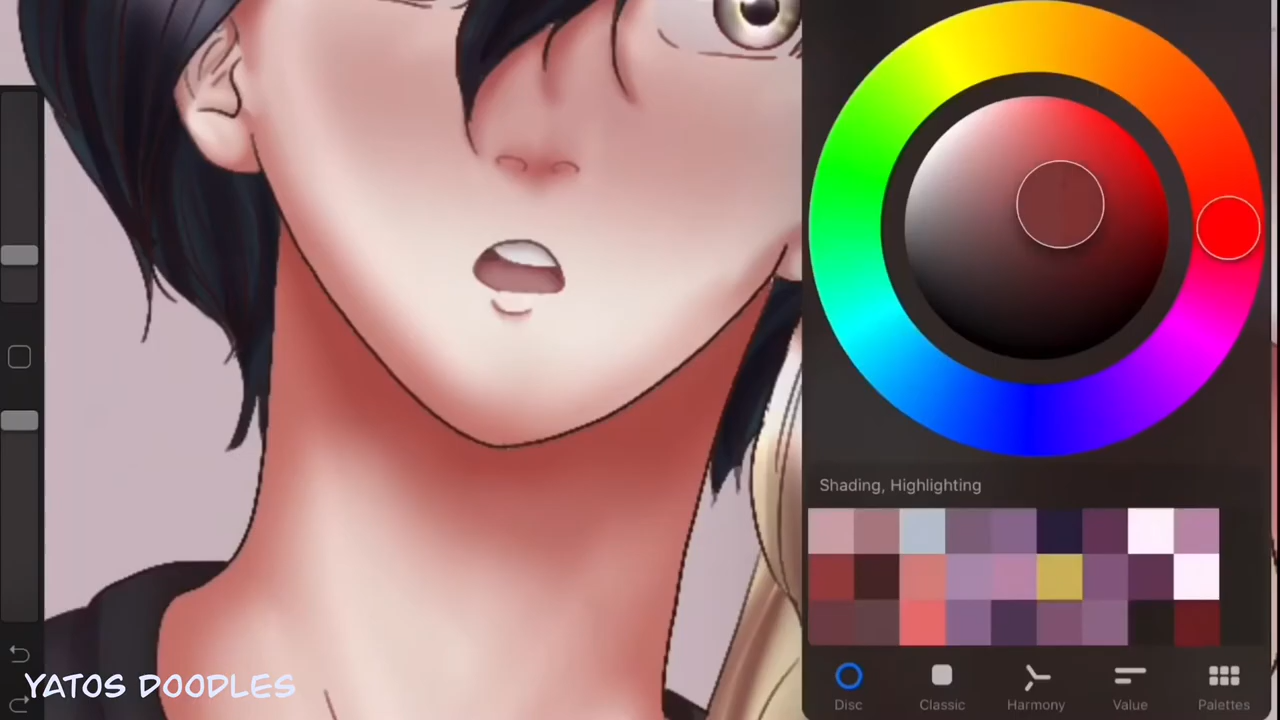 Shading, Highlighting
Disc
Classic
Harmony
Value
Palettes
YATOS DOODLES